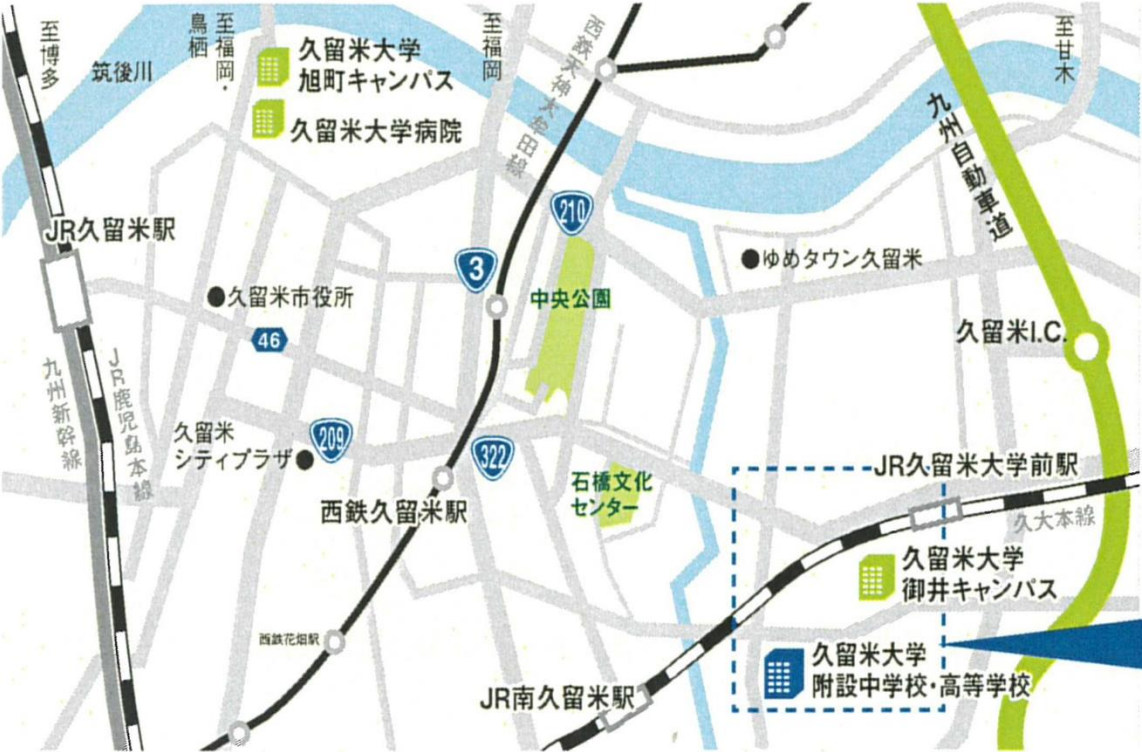 至博多
筑後川
至福岡・
鳥栖
久留米大学
旭町キャンパス
久留米大学病院
至福岡
西鉄天神大牟田線
至甘木
九州自動車道
JR久留米駅
210
3
ゆめタウン久留米
久留米市役所
中央公園
46
久留米I.C.
九州新幹線
JR鹿児島本線
久留米
シティプラザ
209
322
西鉄久留米駅
石橋文化
センター
JR久留米大学前駅
久大本線
久留米大学
御井キャンパス
西鉄花畑駅
久留米大学
附設中学校・高等学校
JR南久留米駅